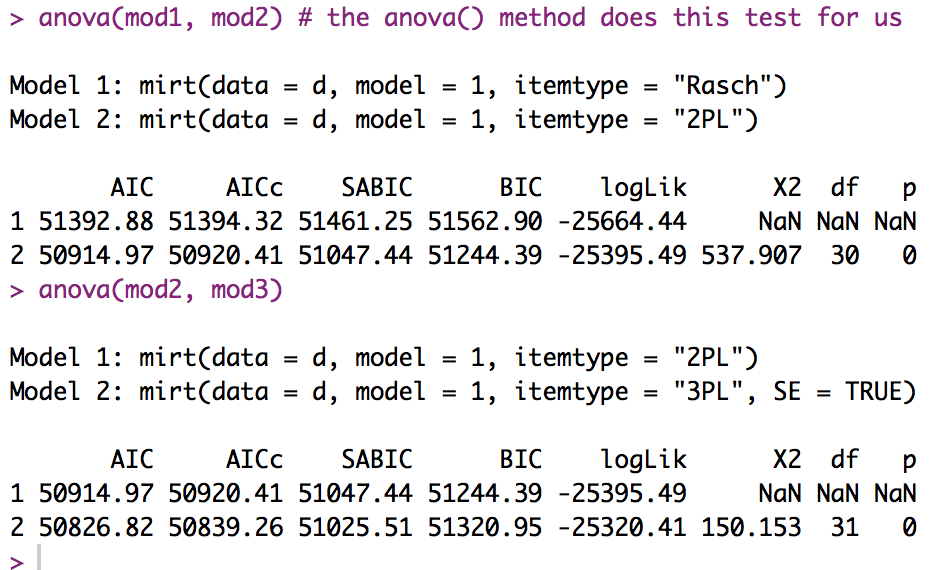 > anova(mod1, mod2) # the anova() method does this test for us
Model 1: mirt(data = d, model = 1, itemtype = "Rasch")
Model 2: mirt(data = d, model = 1, itemtype = "2PL")
AIC AICc SABIC BIC logLik X2 df p
1 51392.88 51394.32 51461.25 51562.90 -25664.44 NaN NaN NaN
2 50914.97 50920.41 51047.44 51244.39 -25395.49 537.907 30 0
> anova(mod2, mod3)
Model 1: mirt(data = d, model = 1, itemtype = "2PL")
Model 2: mirt(data = d, model = 1, itemtype = "3PL", SE = TRUE)
AIC AICc SABIC BIC logLik X2 df p
1 50914.97 50920.41 51047.44 51244.39 -25395.49 NaN NaN NaN
2 50826.82 50839.26 51025.51 51320.95 -25320.41 150.153 31 0
>